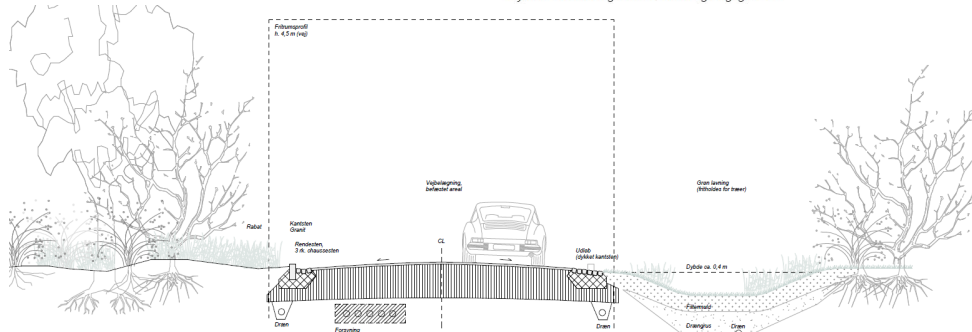 Fritrumsprofil
h. 4,5 m (vej)
Vejbelægning,
befæstet areal
Grøn lavning
(fritholdes for træer)
Rabat
Kantsten
Granit
Rendesten,
3 rk. chaussesten
CL
Udløb
(dykket kantsten)
Dybde ca. 0,4 m
Filtermuld
Dræn
Forsyning
Dræn
Drængrus
Dræn